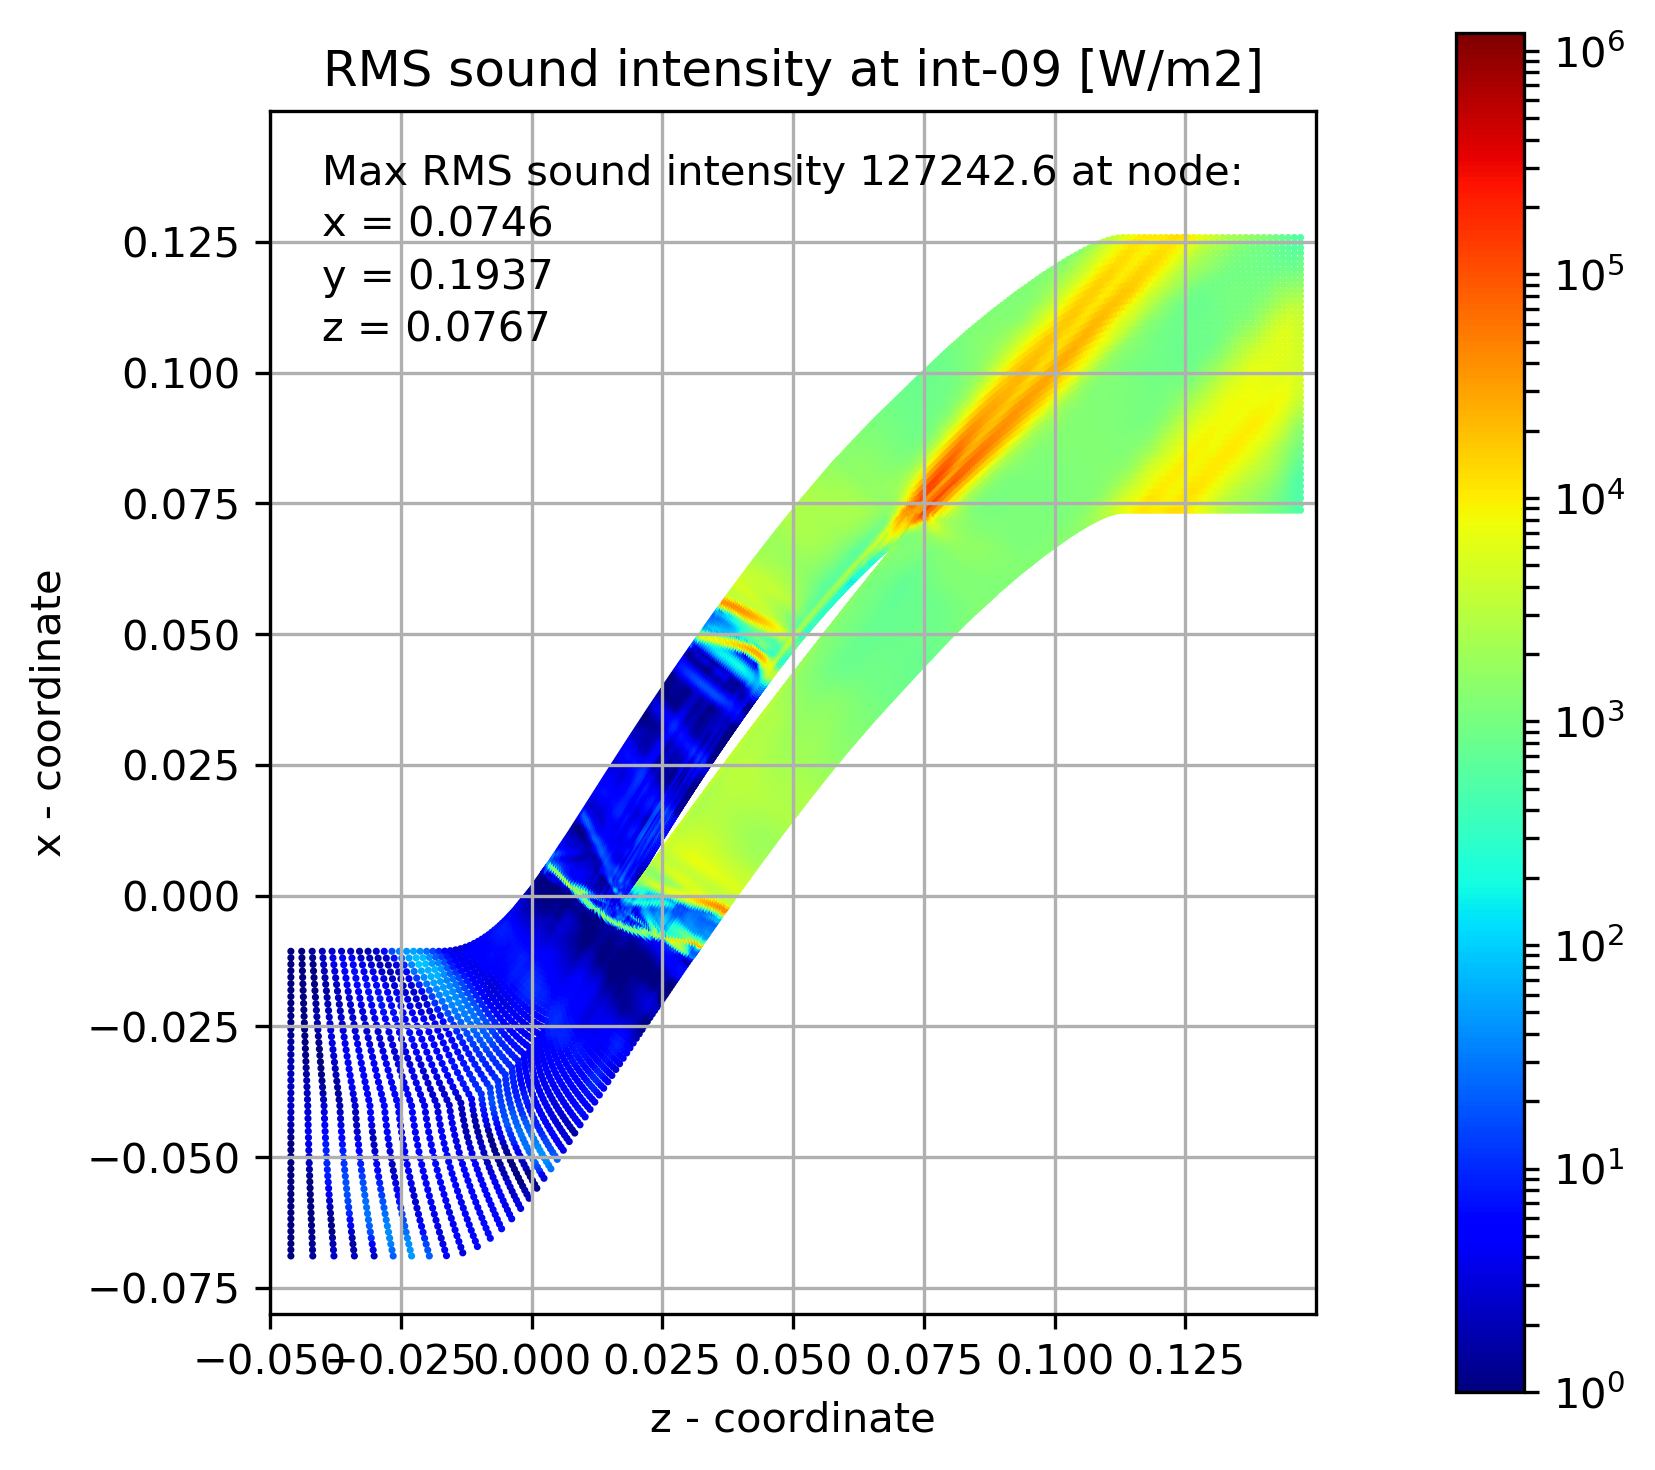 RMS sound intensity at int-09 [W/m2]
Max RMS sound intensity 127242.6 at node:
x = 0.0746
y = 0.1937
z = 0.0767
x - coordinate
0.125
0.100
0.075
0.050
0.025
0.000
−0.025
−0.050
−0.075
−0.050 −0.025 0.000 0.025 0.050 0.075 0.100 0.125
z - coordinate
10⁶
10⁵
10⁴
10³
10²
10¹
10⁰